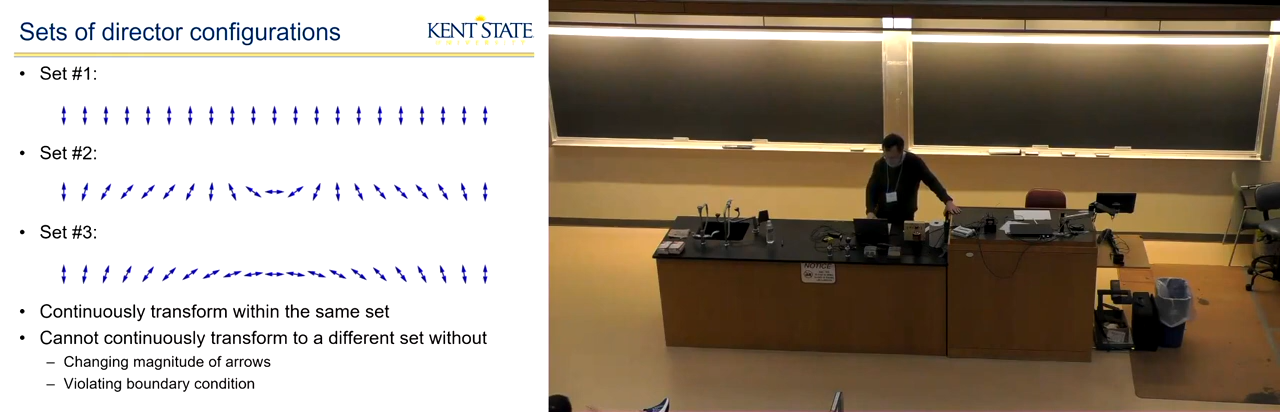 Sets of director configurations
KENT STATE
UNIVERSITY
• Set #1:
• Set #2:
• Set #3:
• Continuously transform within the same set
• Cannot continuously transform to a different set without
– Changing magnitude of arrows
– Violating boundary condition
NOTICE